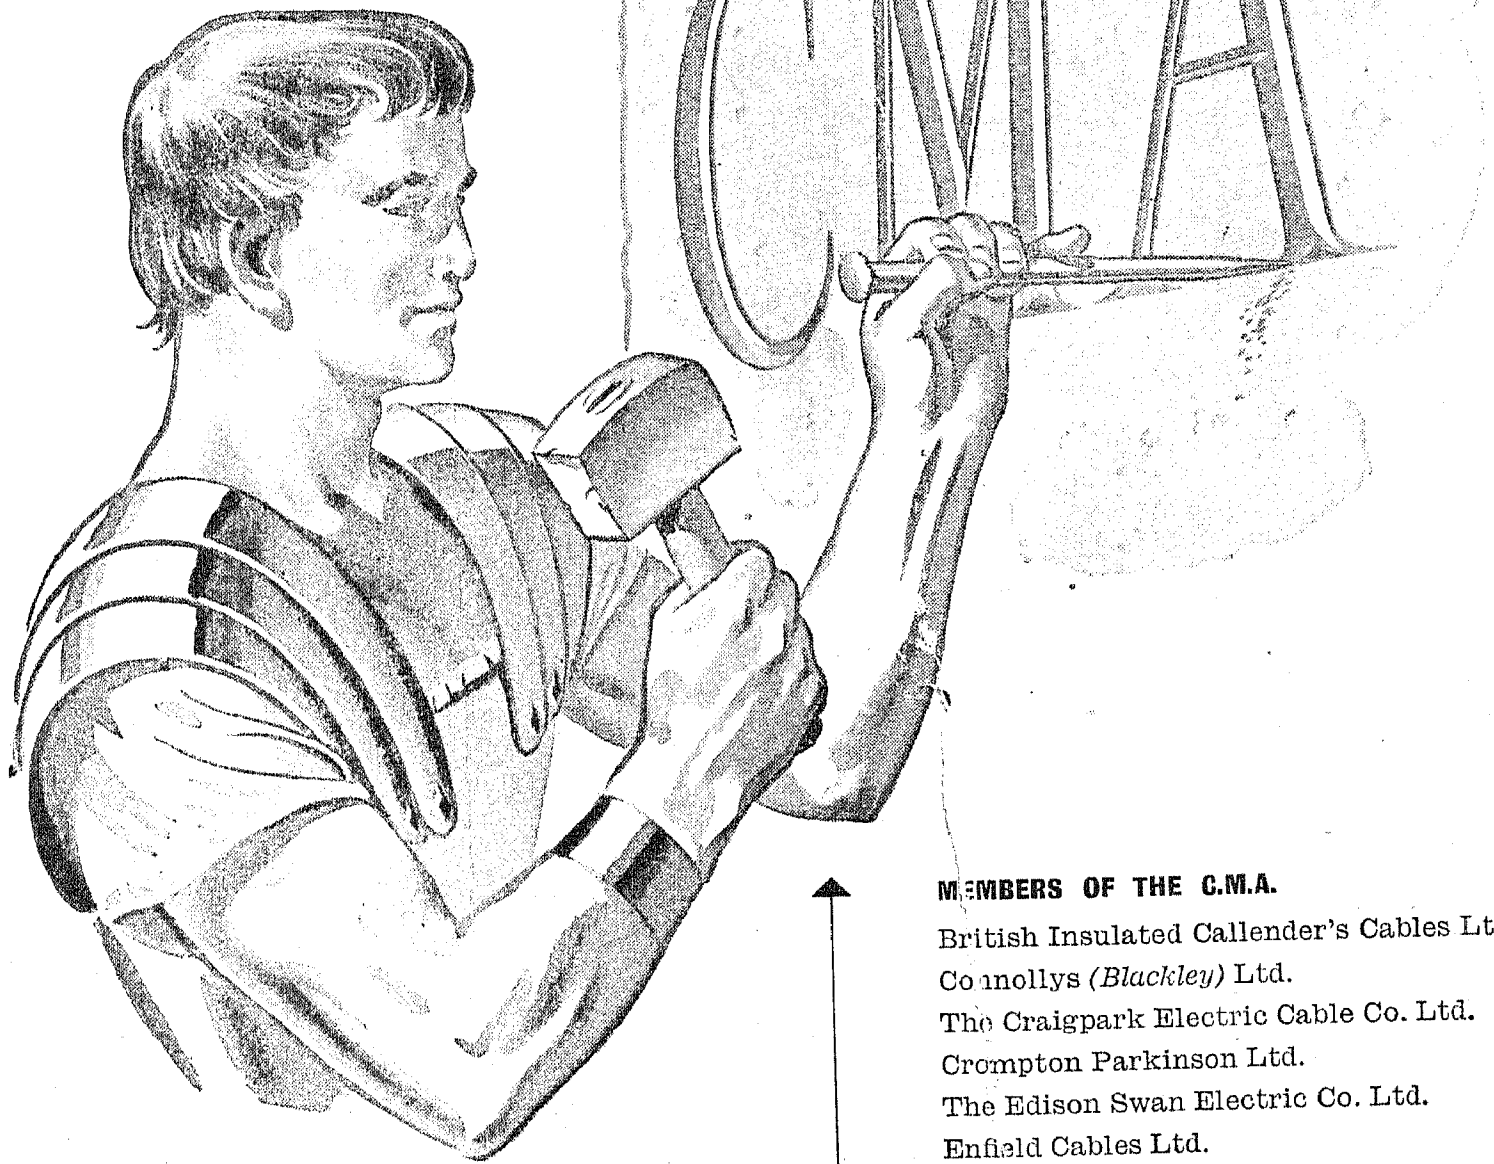 CMA
MEMBERS OF THE C.M.A.
British Insulated Callender's Cables Lt
Connollys (Blackley) Ltd.
The Craigpark Electric Cable Co. Ltd.
Crompton Parkinson Ltd.
The Edison Swan Electric Co. Ltd.
Enfield Cables Ltd.